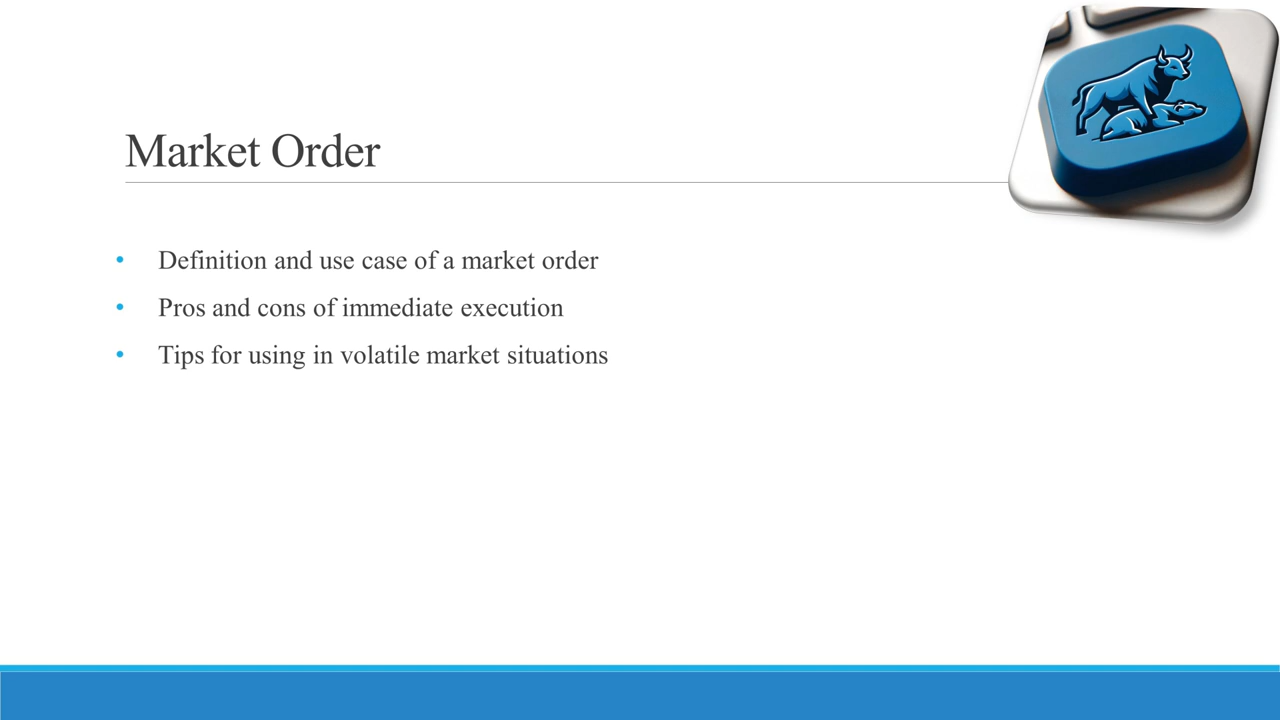 Market Order
• Definition and use case of a market order
• Pros and cons of immediate execution
• Tips for using in volatile market situations